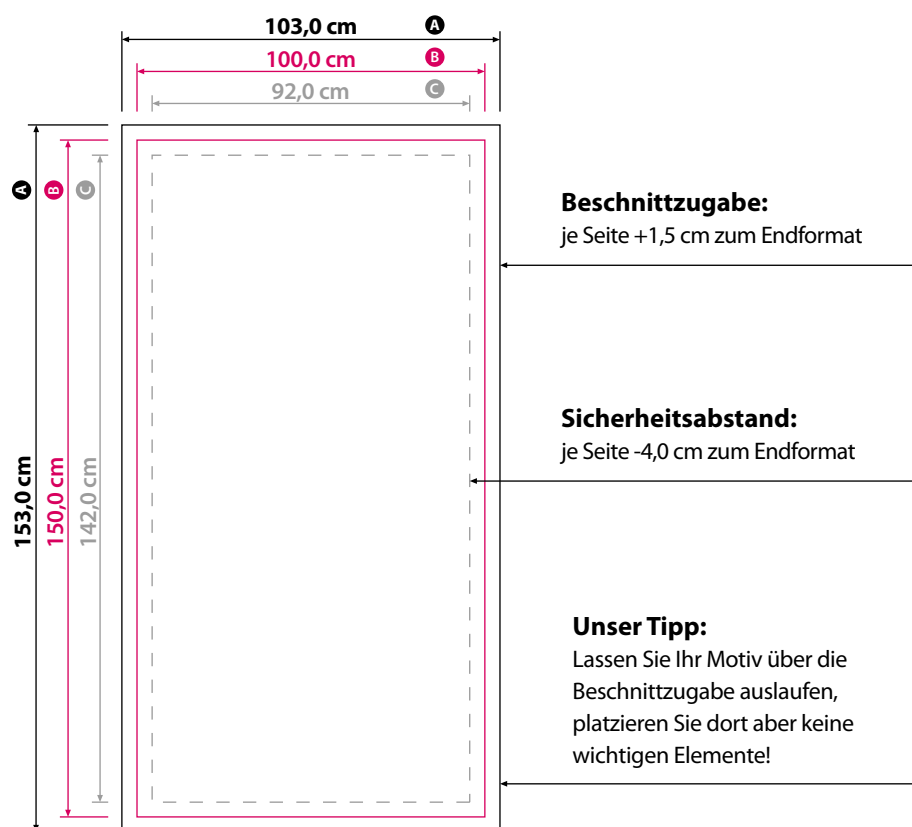 103,0 cm A
100,0 cm B
92,0 cm C
A B C
153,0 cm
150,0 cm
142,0 cm
Beschnittzugabe:
je Seite +1,5 cm zum Endformat
Sicherheitsabstand:
je Seite -4,0 cm zum Endformat
Unser Tipp:
Lassen Sie Ihr Motiv über die
Beschnittzugabe auslaufen,
platzieren Sie dort aber keine
wichtigen Elemente!